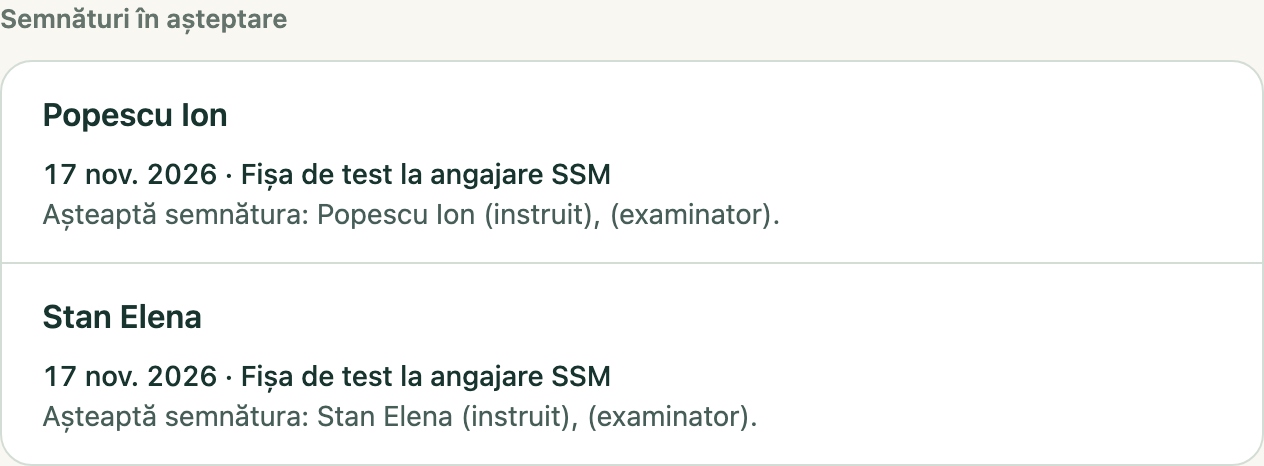 Semnături în așteptare
Popescu Ion
17 nov. 2026 · Fișa de test la angajare SSM
Așteaptă semnătura: Popescu Ion (instruit), (examinator).
Stan Elena
17 nov. 2026 · Fișa de test la angajare SSM
Așteaptă semnătura: Stan Elena (instruit), (examinator).